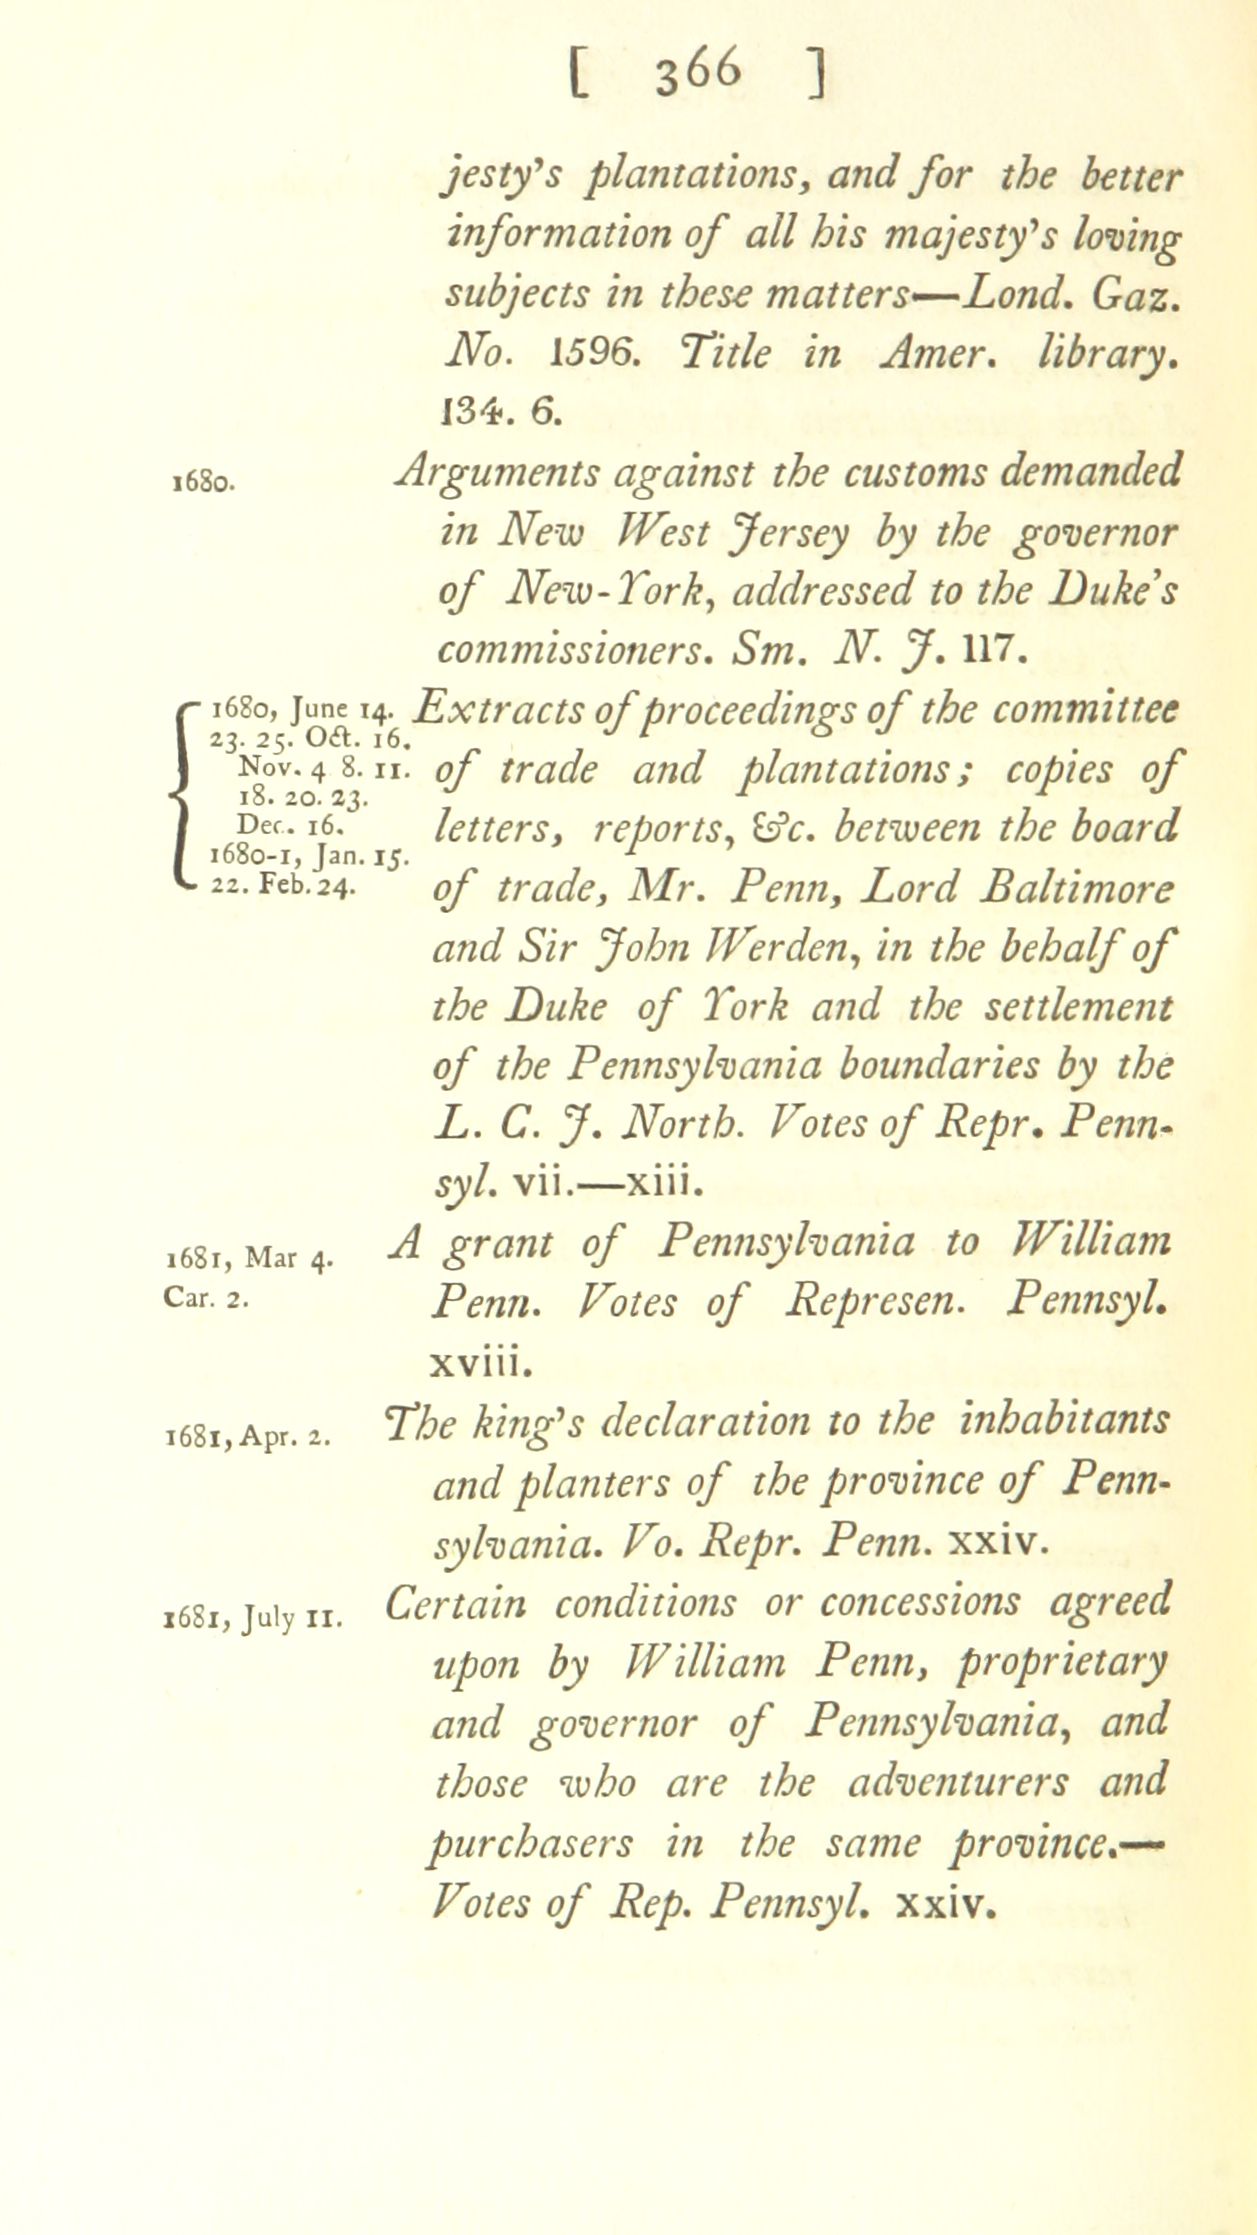 [ 366 ]
jesty's plantations, and for the better
information of all his majesty's loving
subjects in these matters—Lond. Gaz.
No. 1596. Title in Amer. library.
134. 6.
1680. Arguments against the customs demanded
in New West Jersey by the governor
of New-York, addressed to the Duke's
commissioners. Sm. N. J. 117.
1680, June 14.
23. 25. Oct. 16.
Nov. 4 8. 11.
18. 20. 23.
Dec. 16.
1680-1, Jan. 15.
22. Feb. 24.
Extracts of proceedings of the committee
of trade and plantations; copies of
letters, reports, &c. between the board
of trade, Mr. Penn, Lord Baltimore
and Sir John Werden, in the behalf of
the Duke of York and the settlement
of the Pennsylvania boundaries by the
L. C. J. North. Votes of Repr. Penn-
syl. vii.—xiii.
1681, Mar 4.
Car. 2.
A grant of Pennsylvania to William
Penn. Votes of Represen. Pennsyl.
xviii.
1681, Apr. 2. The king's declaration to the inhabitants
and planters of the province of Penn-
sylvania. Vo. Repr. Penn. xxiv.
1681, July 11. Certain conditions or concessions agreed
upon by William Penn, proprietary
and governor of Pennsylvania, and
those who are the adventurers and
purchasers in the same province.—
Votes of Rep. Pennsyl. xxiv.